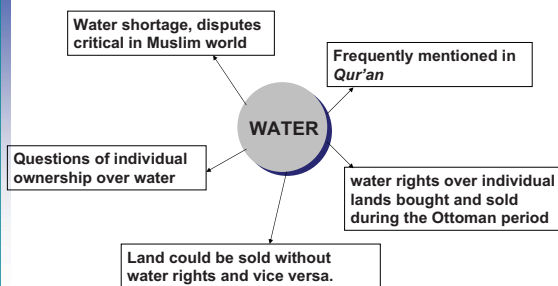 Water shortage, disputes
critical in Muslim world
Frequently mentioned in
Qur'an
WATER
Questions of individual
ownership over water
water rights over individual
lands bought and sold
during the Ottoman period
Land could be sold without
water rights and vice versa.